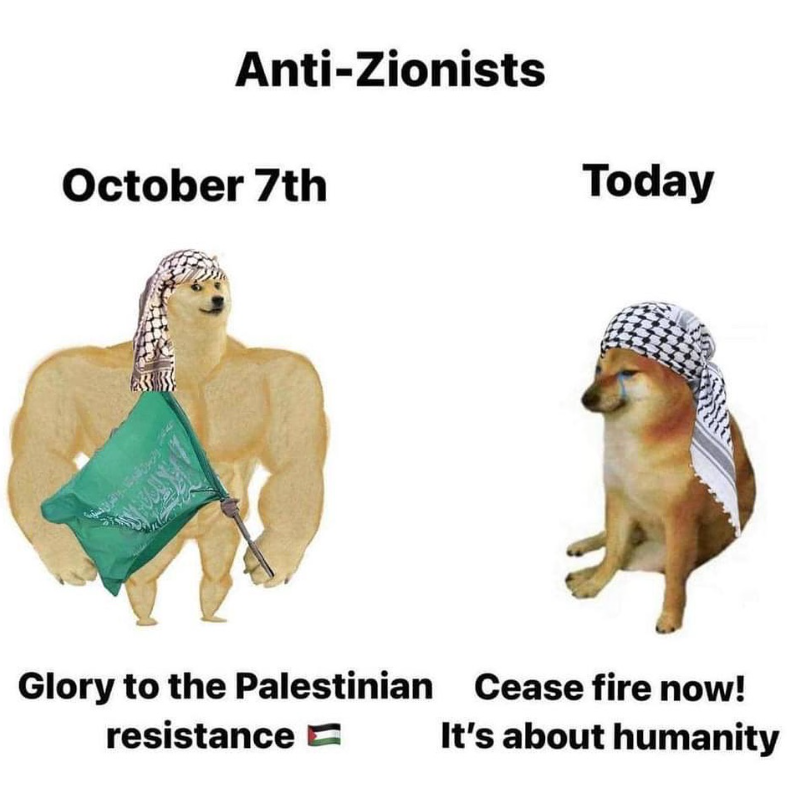 Anti-Zionists
October 7th
Today
Glory to the Palestinian
resistance 🇵🇸
Cease fire now!
It's about humanity